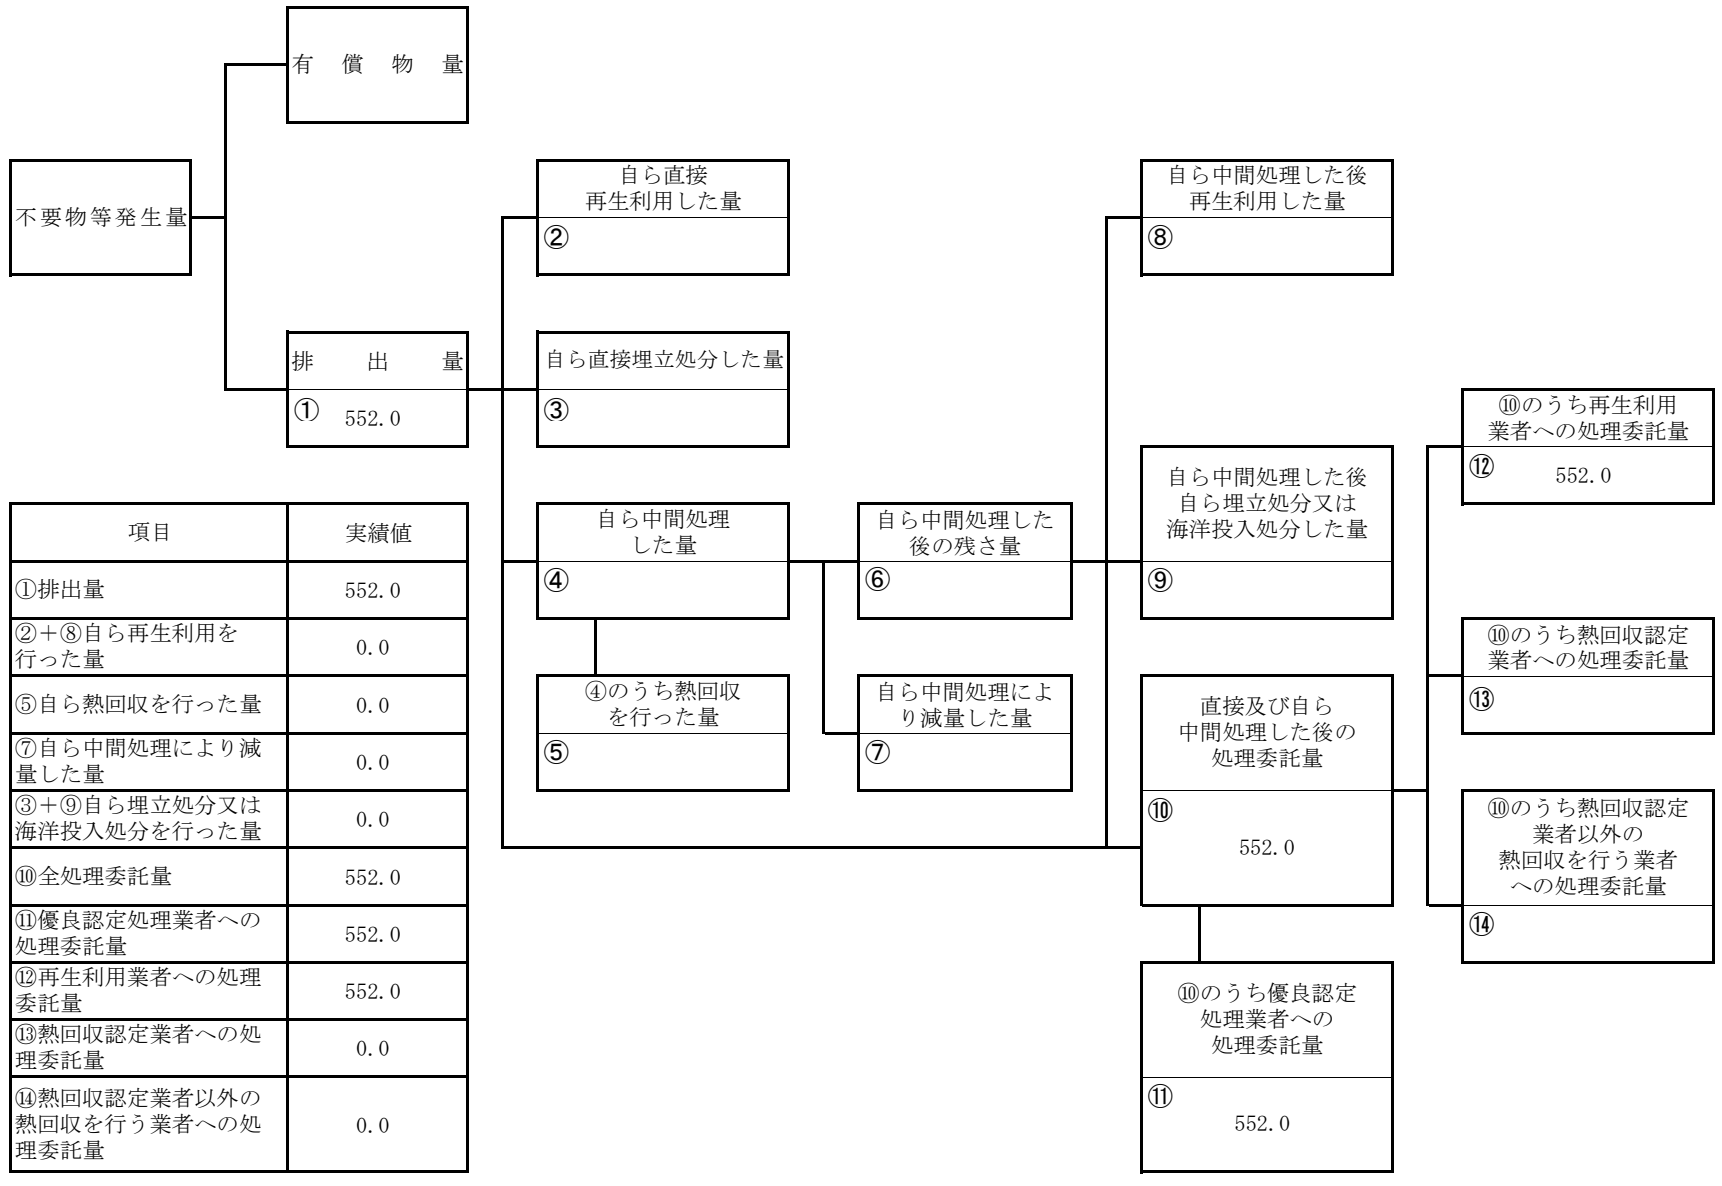 有償物量
不要物等発生量
自ら直接
再生利用した量
②
自ら中間処理した後
再生利用した量
⑧
排出量
① 552.0
自ら直接埋立処分した量
③
⑩のうち再生利用
業者への処理委託量
⑫ 552.0
自ら中間処理
した量
④
自ら中間処理した
後の残さ量
⑥
自ら中間処理した後
自ら埋立処分又は
海洋投入処分した量
⑨
⑩のうち熱回収認定
業者への処理委託量
⑬
④のうち熱回収
を行った量
⑤
自ら中間処理によ
り減量した量
⑦
直接及び自ら
中間処理した後の
処理委託量
⑩
552.0
⑩のうち熱回収認定
業者以外の
熱回収を行う業者
への処理委託量
⑭
⑩のうち優良認定
処理業者への
処理委託量
⑪
552.0
項目 実績値
①排出量 552.0
②＋⑧自ら再生利用を
行った量 0.0
⑤自ら熱回収を行った量 0.0
⑦自ら中間処理により減
量した量 0.0
③＋⑨自ら埋立処分又は
海洋投入処分を行った量 0.0
⑩全処理委託量 552.0
⑪優良認定処理業者への
処理委託量 552.0
⑫再生利用業者への処理
委託量 552.0
⑬熱回収認定業者への処
理委託量 0.0
⑭熱回収認定業者以外の
熱回収を行う業者への処
理委託量 0.0